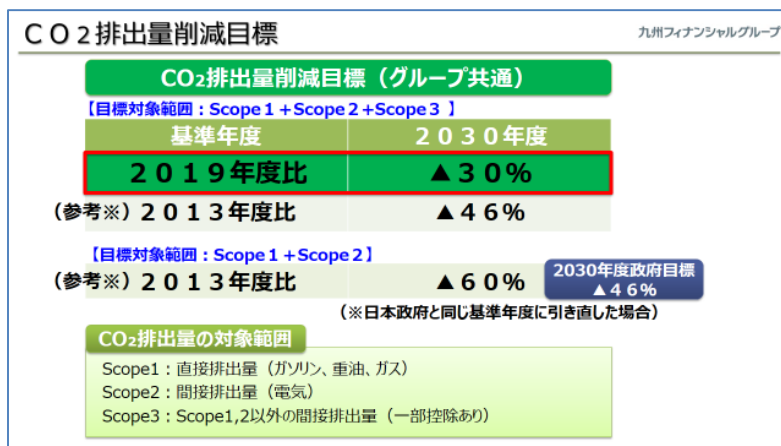 ＣＯ２排出量削減目標
九州フィナンシャルグループ
CO₂排出量削減目標（グループ共通）
【目標対象範囲：Scope１＋Scope２＋Scope３ 】
基準年度 ２０３０年度
２０１９年度比 ▲３０％
（参考※）２０１３年度比 ▲４６％
【目標対象範囲：Scope１＋Scope２】
（参考※）２０１３年度比 ▲６０％
2030年度政府目標
▲４６％
（※日本政府と同じ基準年度に引き直した場合）
CO₂排出量の対象範囲
Scope1：直接排出量（ガソリン、重油、ガス）
Scope2：間接排出量（電気）
Scope3：Scope1,2以外の間接排出量（一部控除あり）